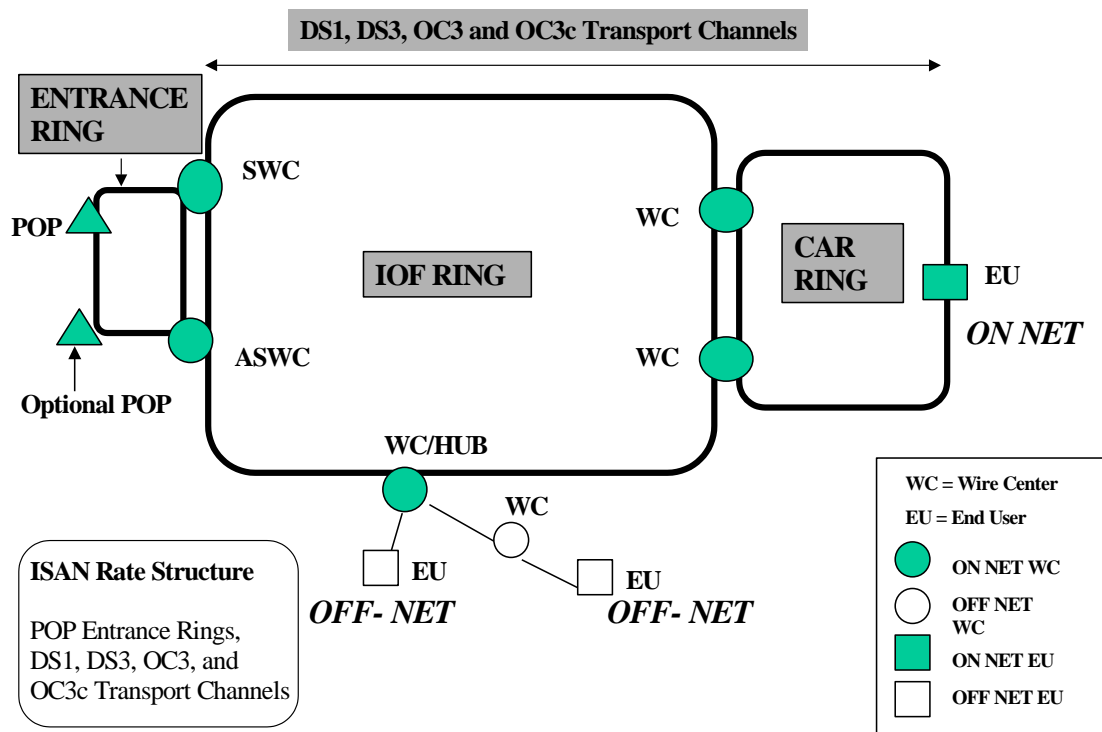 DS1, DS3, OC3 and OC3c Transport Channels
ENTRANCE
RING
SWC
POP
WC
CAR
RING
IOF RING
EU
ON NET
ASWC
WC
Optional POP
WC/HUB
WC
EU
OFF- NET
EU
OFF- NET
ISAN Rate Structure
POP Entrance Rings,
DS1, DS3, OC3, and
OC3c Transport Channels
WC = Wire Center
EU = End User
ON NET WC
OFF NET
WC
ON NET EU
OFF NET EU